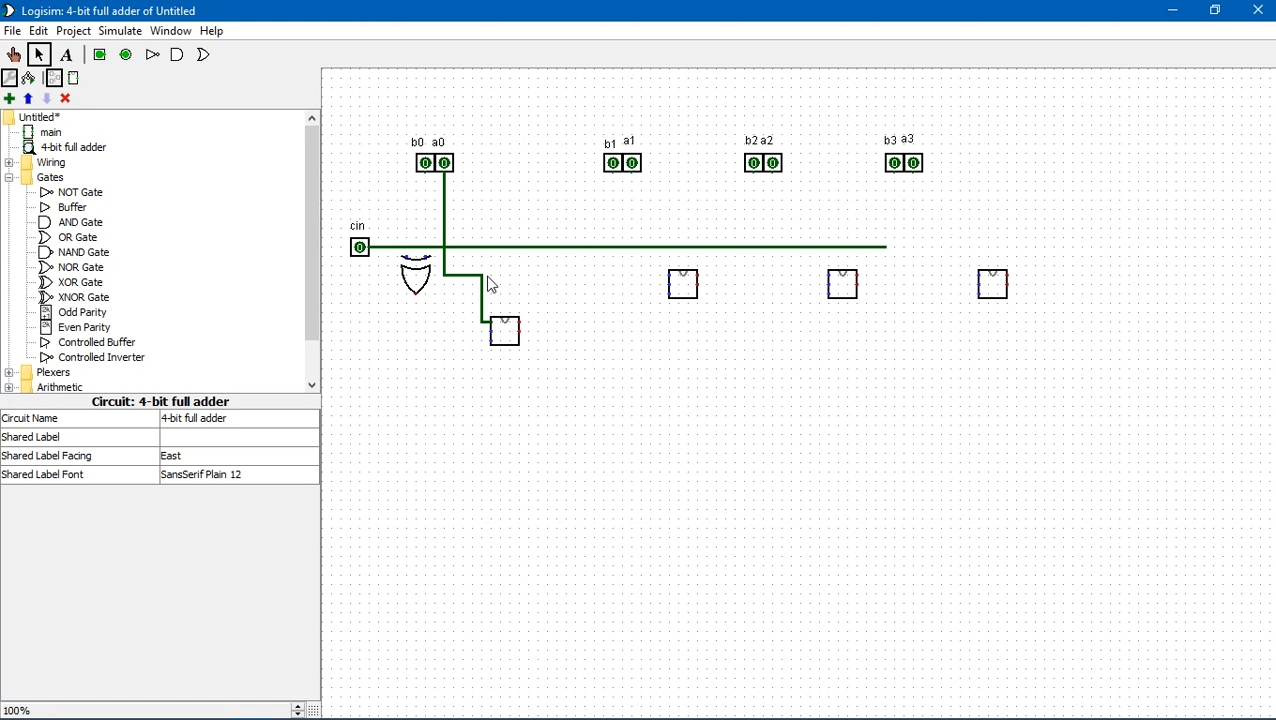 Logisim: 4-bit full adder of Untitled
File Edit Project Simulate Window Help
A
Untitled*
main
4-bit full adder
Wiring
Gates
NOT Gate
Buffer
AND Gate
OR Gate
NAND Gate
NOR Gate
XOR Gate
XNOR Gate
Odd Parity
Even Parity
Controlled Buffer
Controlled Inverter
Plexers
Arithmetic
Circuit: 4-bit full adder
Circuit Name 4-bit full adder
Shared Label
Shared Label Facing East
Shared Label Font SansSerif Plain 12
100%
b0 a0 b1 a1 b2 a2 b3 a3
0 0 0 0 0 0 0 0
cin
0